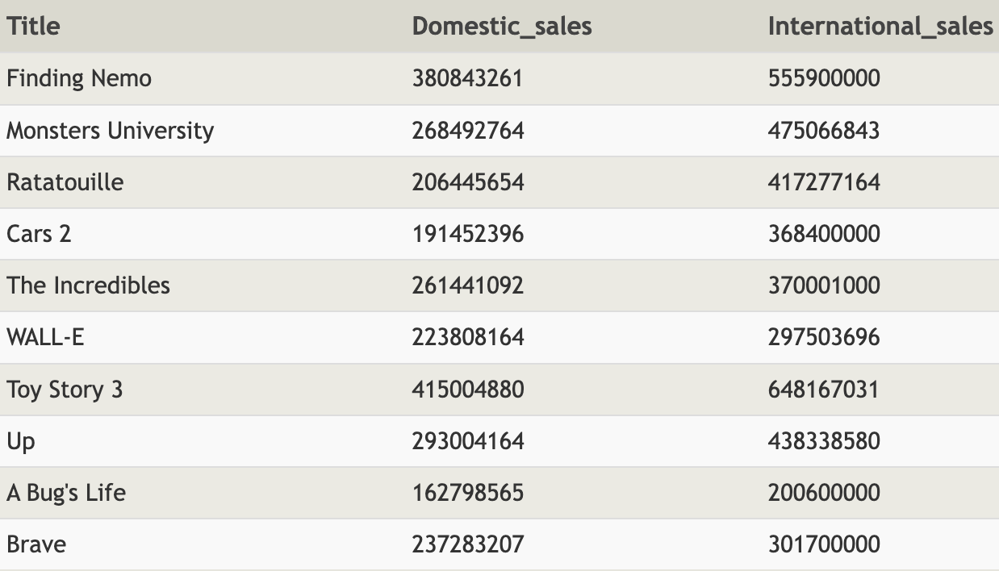 Title Domestic_sales International_sales
Finding Nemo 380843261 555900000
Monsters University 268492764 475066843
Ratatouille 206445654 417277164
Cars 2 191452396 368400000
The Incredibles 261441092 370001000
WALL-E 223808164 297503696
Toy Story 3 415004880 648167031
Up 293004164 438338580
A Bug's Life 162798565 200600000
Brave 237283207 301700000